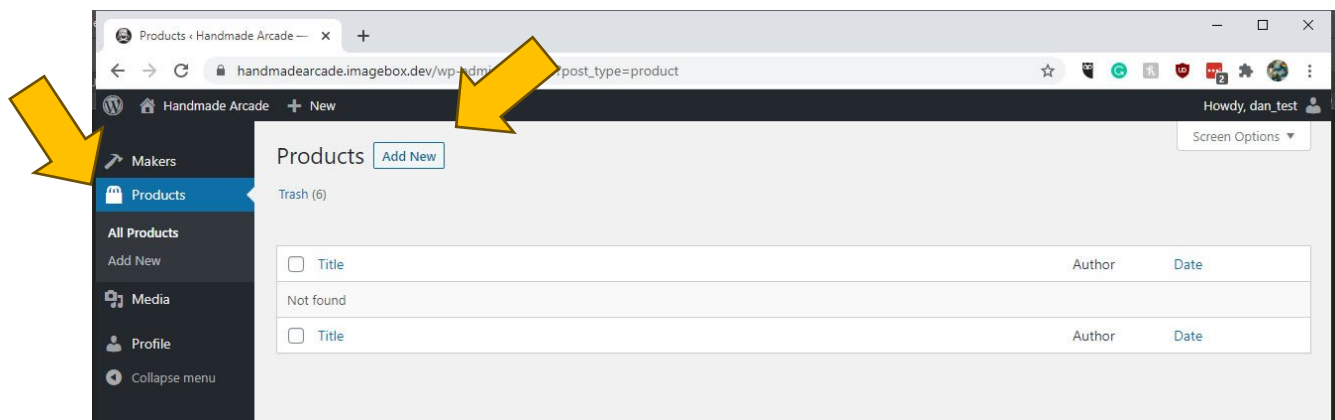 Products ‹ Handmade Arcade —
handmadearcade.imagebox.dev/wp-admi ?post_type=product
2
Handmade Arcade + New Howdy, dan_test
Screen Options ▼
Makers
Products Add New
Products
Trash (6)
All Products
Add New
Title Author Date
Media
Not found
Profile
Title Author Date
Collapse menu